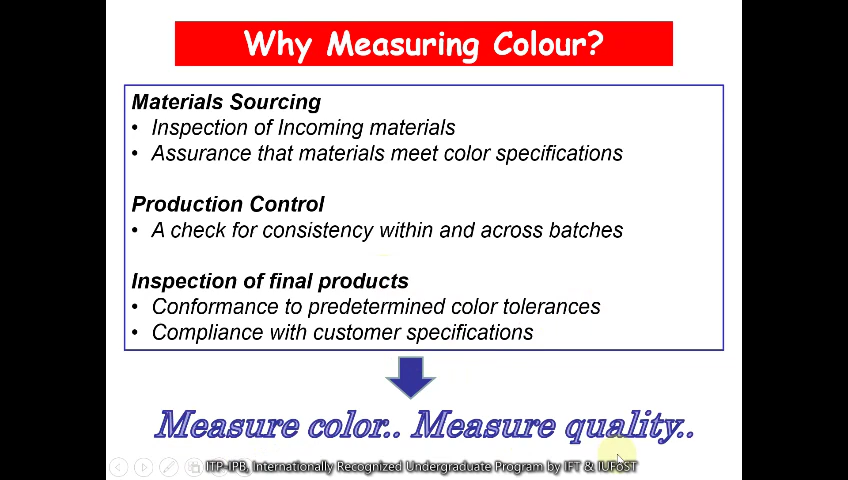 Why Measuring Colour?
Materials Sourcing
• Inspection of Incoming materials
• Assurance that materials meet color specifications
Production Control
• A check for consistency within and across batches
Inspection of final products
• Conformance to predetermined color tolerances
• Compliance with customer specifications
Measure color.. Measure quality..
ITP-IPB, Internationally Recognized Undergraduate Program by IFT & IUFoST